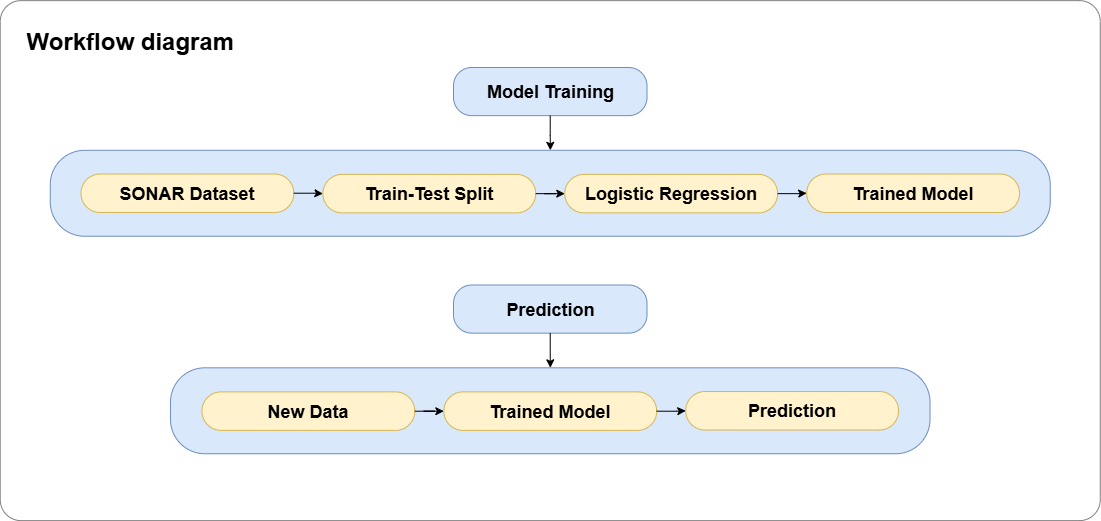 Workflow diagram
Model Training
SONAR Dataset
Train-Test Split
Logistic Regression
Trained Model
Prediction
New Data
Trained Model
Prediction